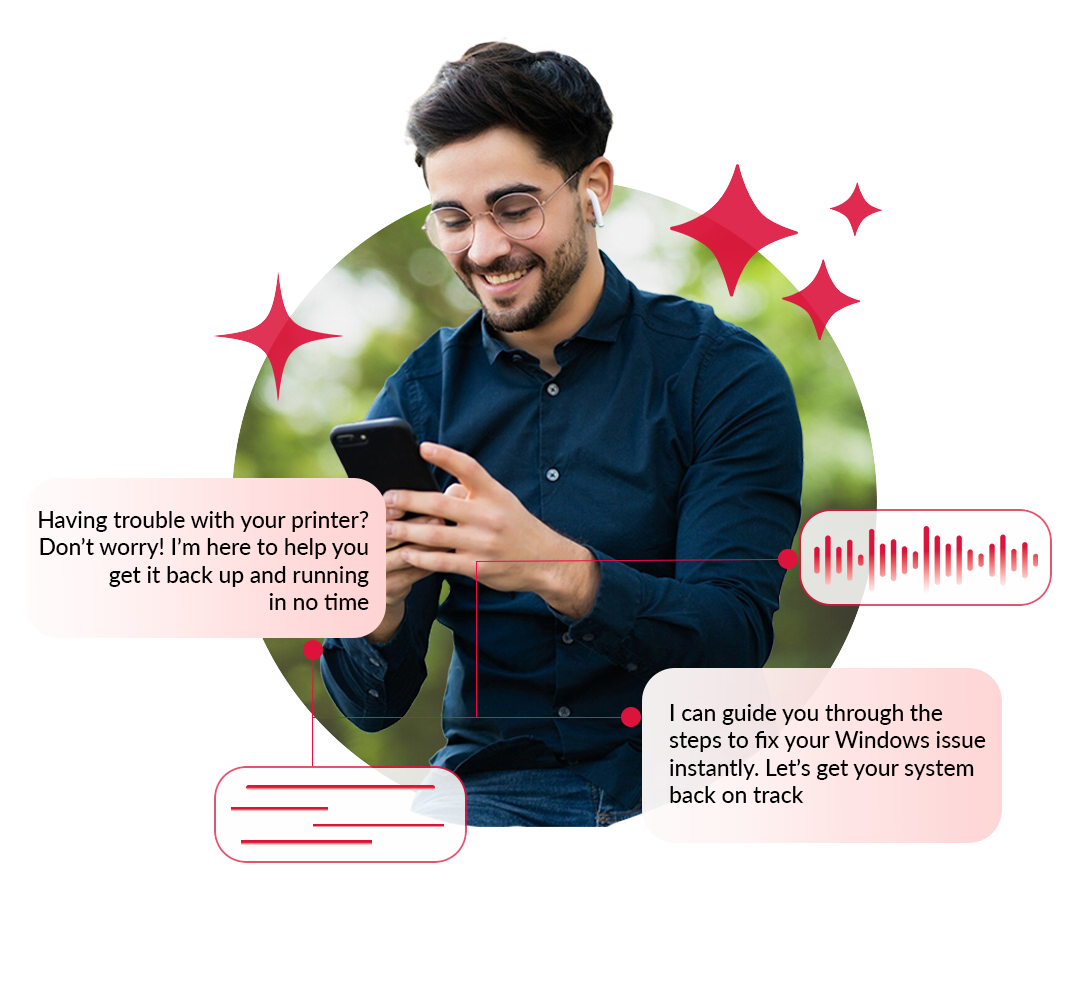 Having trouble with your printer?
Don't worry! I'm here to help you
get it back up and running
in no time
I can guide you through the
steps to fix your Windows issue
instantly. Let's get your system
back on track